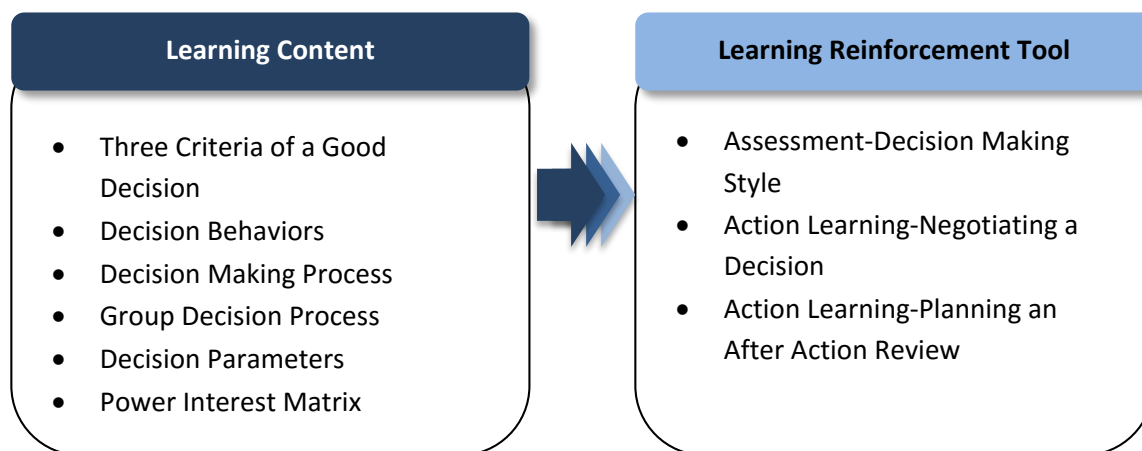 Learning Content
• Three Criteria of a Good
Decision
• Decision Behaviors
• Decision Making Process
• Group Decision Process
• Decision Parameters
• Power Interest Matrix
Learning Reinforcement Tool
• Assessment-Decision Making
Style
• Action Learning-Negotiating a
Decision
• Action Learning-Planning an
After Action Review